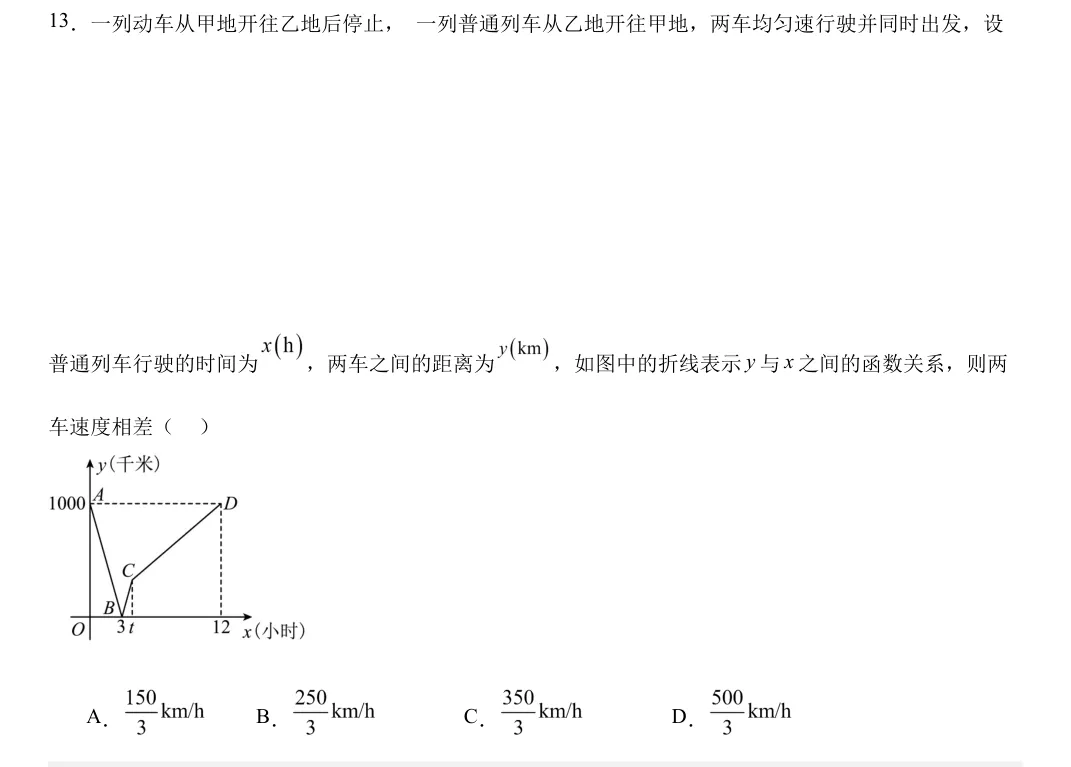 13. 一列动车从甲地开往乙地后停止， 一列普通列车从乙地开往甲地，两车均匀速行驶并同时出发，设
普通列车行驶的时间为 x(h)，两车之间的距离为 y(km)，如图中的折线表示 y 与 x 之间的函数关系，则两
车速度相差（ ）
y(千米)
1000 A D
C
B
O 3 t 12 x(小时)
A. 150/3 km/h B. 250/3 km/h C. 350/3 km/h D. 500/3 km/h